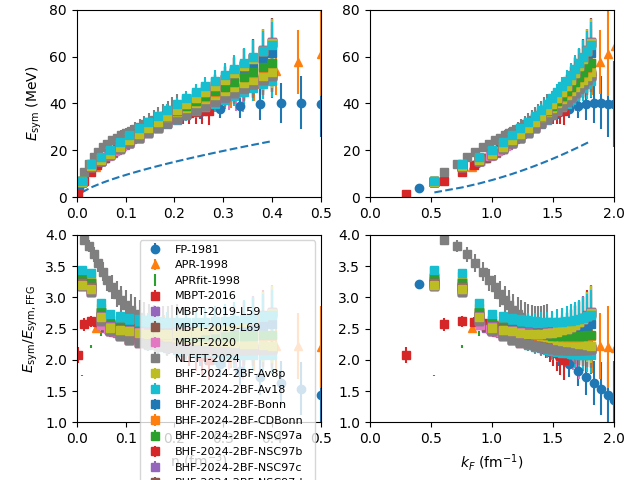 80
60
40
20
0
E_sym (MeV)
0.0 0.1 0.2 0.3 0.4 0.5
80
60
40
20
0
0.0 0.5 1.0 1.5 2.0
4.0
3.5
3.0
2.5
2.0
1.5
1.0
E_sym/E_sym, FFG
0.0 0.1 0.5
FP-1981
APR-1998
APRfit-1998
MBPT-2016
MBPT-2019-L59
MBPT-2019-L69
MBPT-2020
NLEFT-2024
BHF-2024-2BF-Av8p
BHF-2024-2BF-Av18
BHF-2024-2BF-Bonn
BHF-2024-2BF-CDBonn
BHF-2024-2BF-NSC97a
BHF-2024-2BF-NSC97b
BHF-2024-2BF-NSC97c
4.0
3.5
3.0
2.5
2.0
1.5
1.0
0.0 0.5 1.0 1.5 2.0
k_F (fm⁻¹)